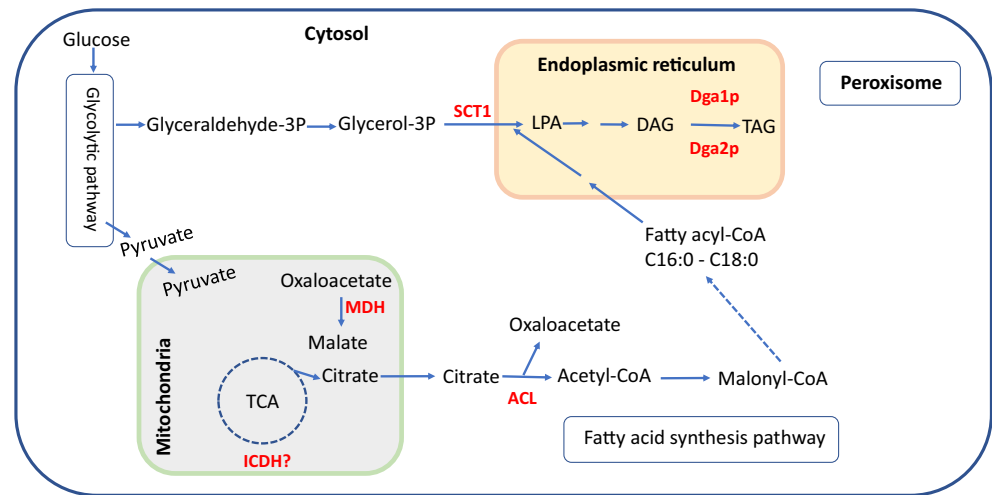 Cytosol
Glucose
Endoplasmic reticulum
Peroxisome
Glycolytic pathway
Glyceraldehyde-3P
Glycerol-3P
SCT1
LPA
DAG
Dga1p
Dga2p
TAG
Pyruvate
Pyruvate
Fatty acyl-CoA
C16:0 - C18:0
Oxaloacetate
MDH
Malate
Mitochondria
TCA
Citrate
ICDH?
Citrate
ACL
Oxaloacetate
Acetyl-CoA
Malonyl-CoA
Fatty acid synthesis pathway